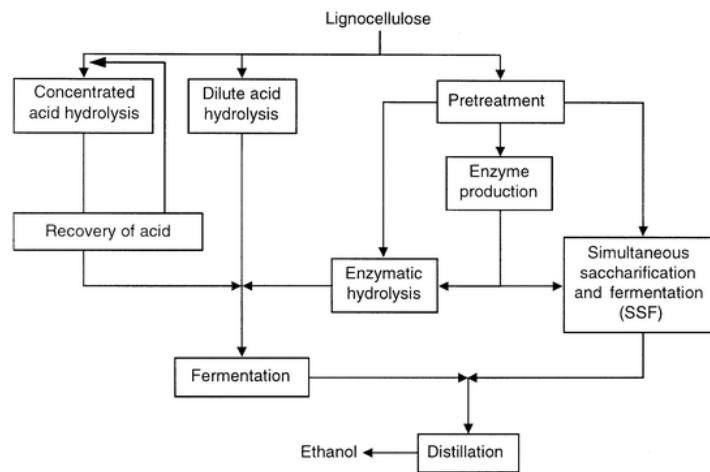 Lignocellulose
Concentrated
acid hydrolysis
Dilute acid
hydrolysis
Pretreatment
Enzyme
production
Recovery of acid
Enzymatic
hydrolysis
Simultaneous
saccharification
and fermentation
(SSF)
Fermentation
Ethanol
Distillation